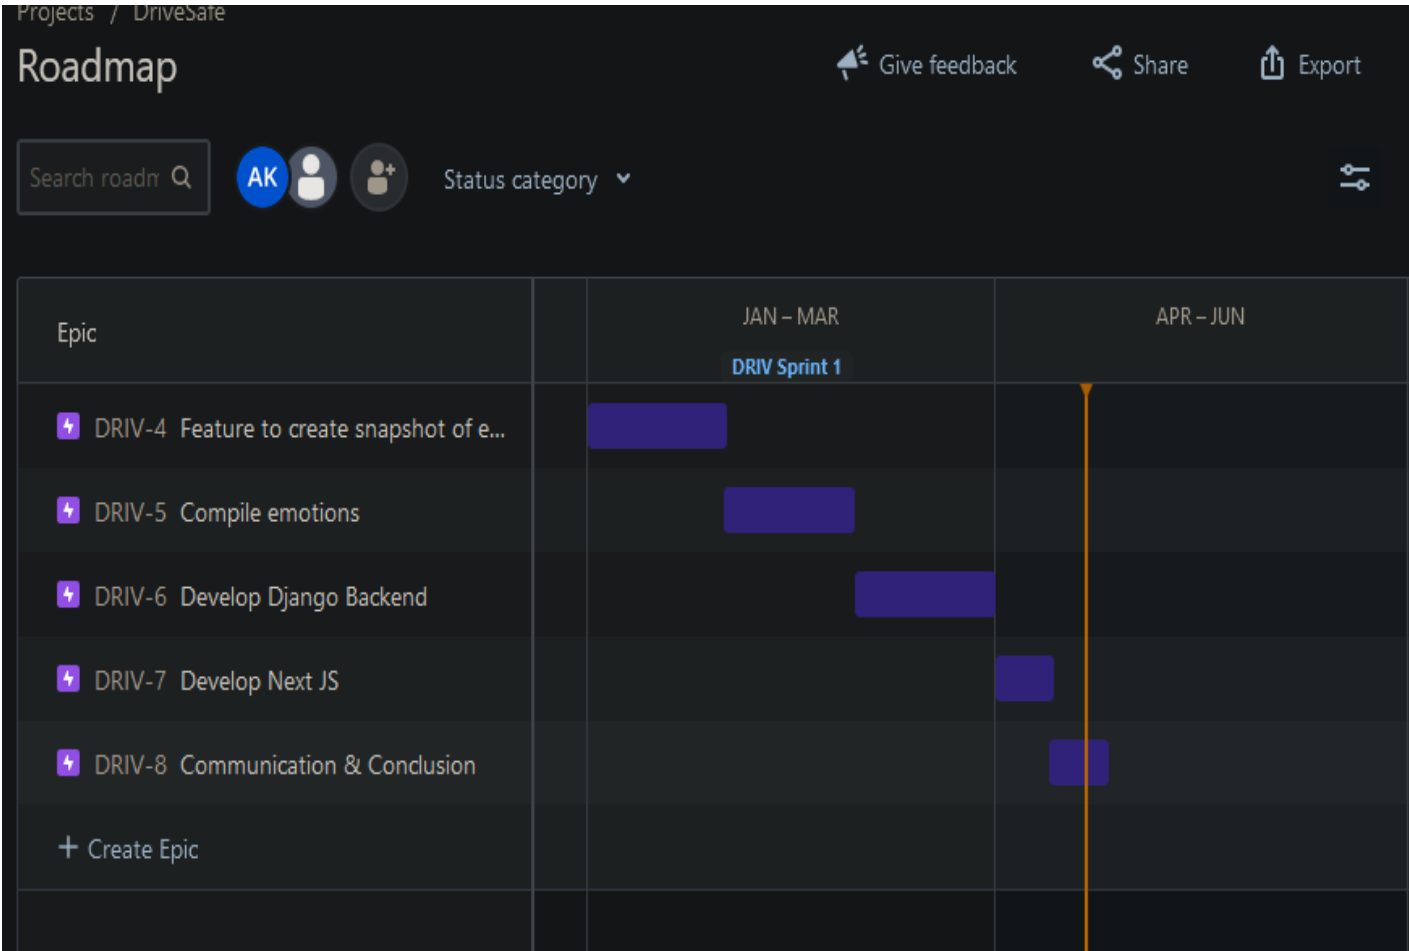 Projects / DriveSafe
Roadmap
Give feedback
Share
Export
Search roadm
AK
Status category
Epic
JAN – MAR
APR – JUN
DRIV Sprint 1
DRIV-4 Feature to create snapshot of e...
DRIV-5 Compile emotions
DRIV-6 Develop Django Backend
DRIV-7 Develop Next JS
DRIV-8 Communication & Conclusion
+ Create Epic